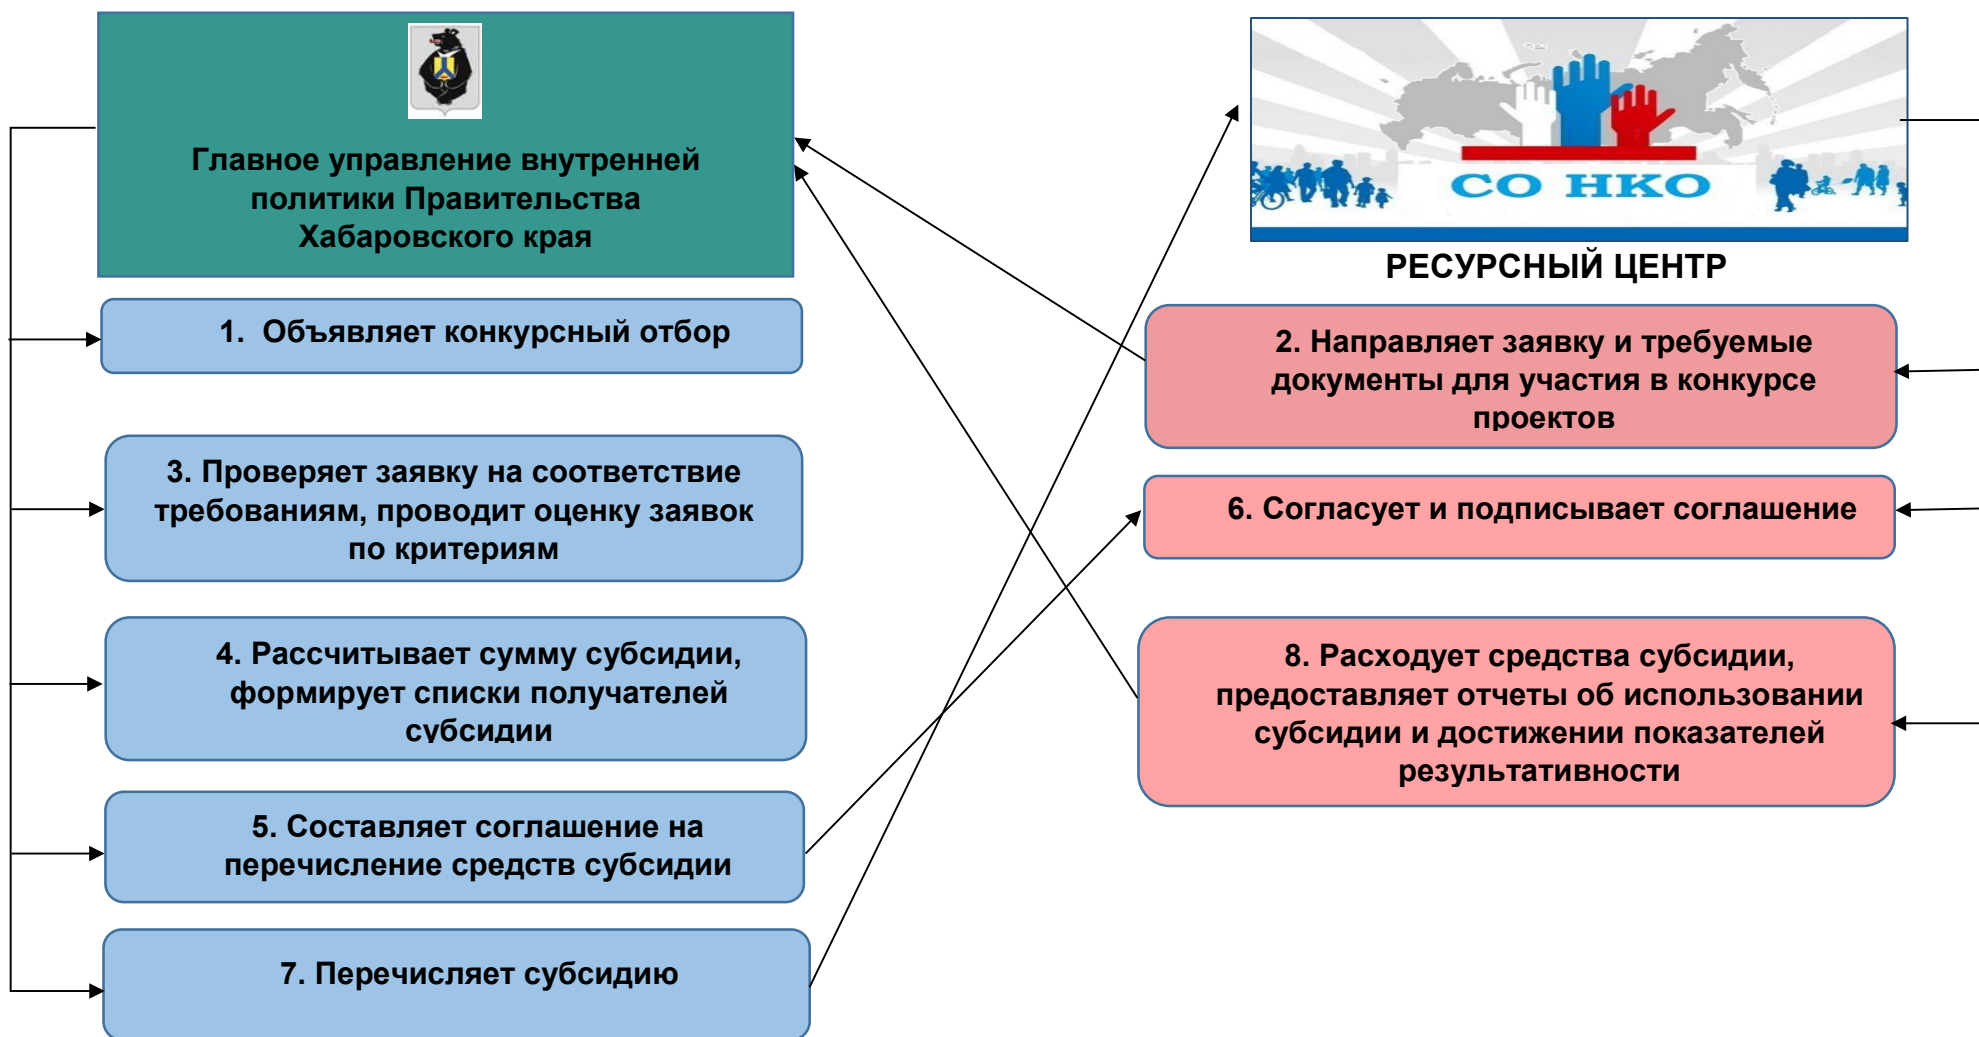 Главное управление внутренней
политики Правительства
Хабаровского края
1. Объявляет конкурсный отбор
3. Проверяет заявку на соответствие
требованиям, проводит оценку заявок
по критериям
4. Рассчитывает сумму субсидии,
формирует списки получателей
субсидии
5. Составляет соглашение на
перечисление средств субсидии
7. Перечисляет субсидию
СО НКО
РЕСУРСНЫЙ ЦЕНТР
2. Направляет заявку и требуемые
документы для участия в конкурсе
проектов
6. Согласует и подписывает соглашение
8. Расходует средства субсидии,
предоставляет отчеты об использовании
субсидии и достижении показателей
результативности